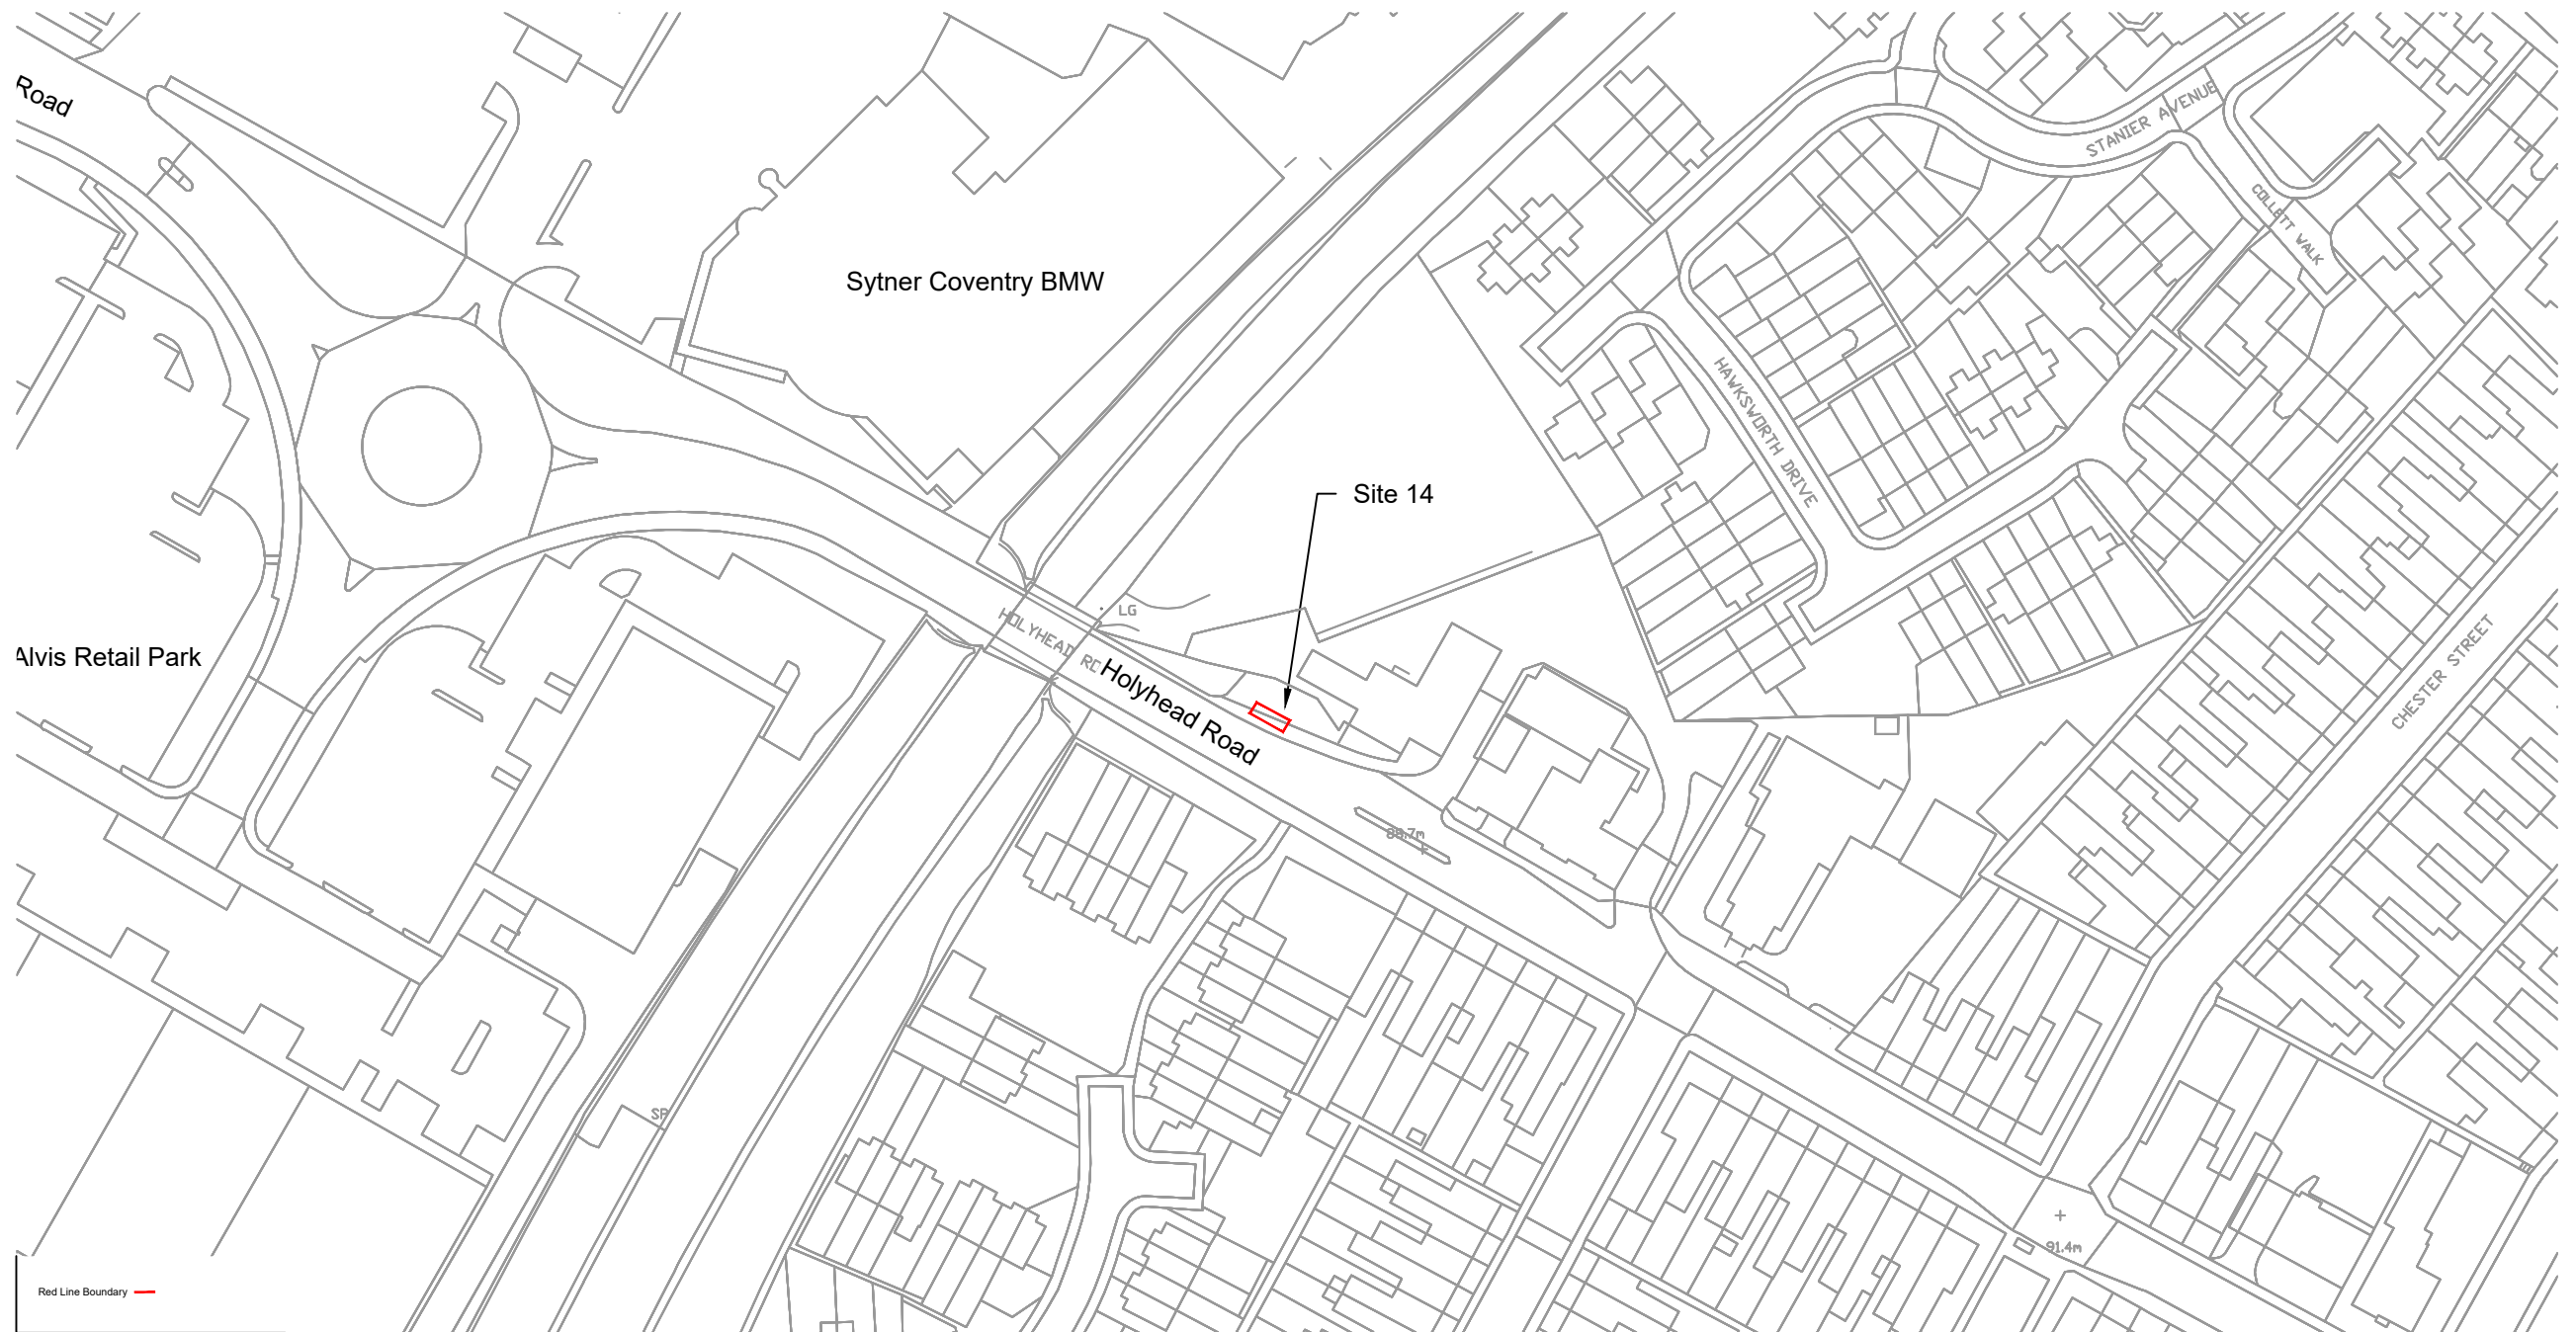 Road
STANIER AVENUE
COLLETT WALK
Sytner Coventry BMW
HAWKSWORTH DRIVE
Site 14
LG
HOLYHEAD RD
Holyhead Road
Alvis Retail Park
CHESTER STREET
89.7m
SP
91.4m
Red Line Boundary